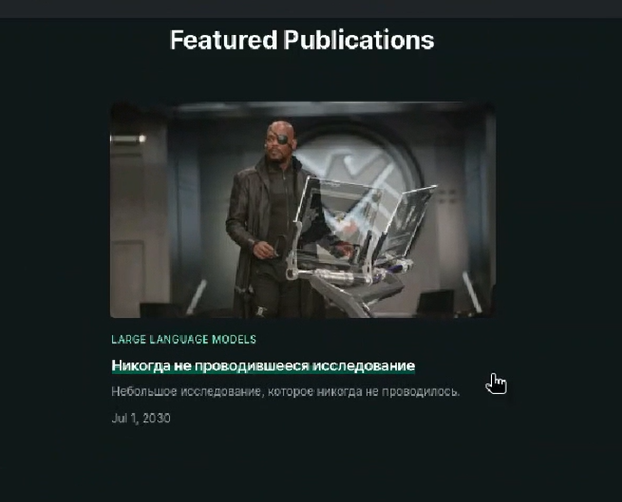 Featured Publications
LARGE LANGUAGE MODELS
Никогда не проводившееся исследование
Небольшое исследование, которое никогда не проводилось.
Jul 1, 2030